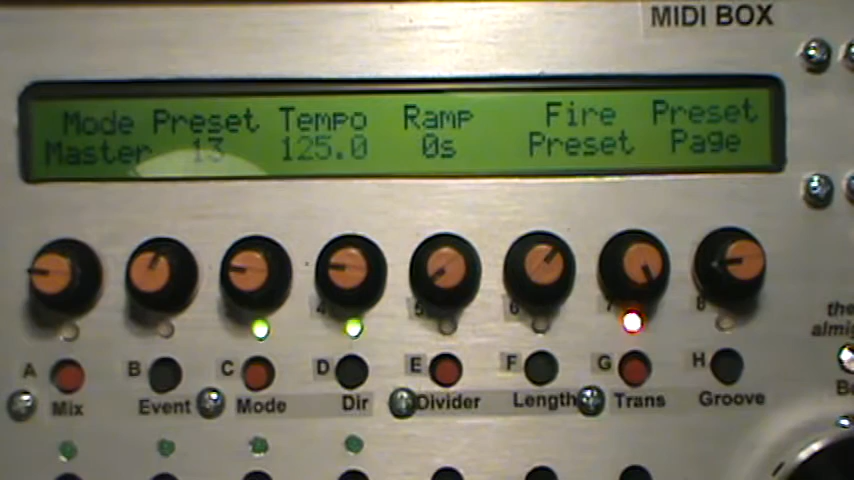 MIDI BOX
Mode Preset Tempo Ramp Fire Preset
Master 13 125.0 0s Preset Page
4 5 6 7 8
the
A B C D E F G H
Mix Event Mode Dir Divider Length Trans Groove